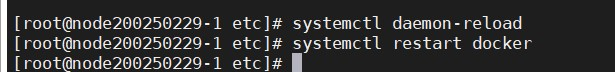 [root@node200250229-1 etc]# systemctl daemon-reload
[root@node200250229-1 etc]# systemctl restart docker
[root@node200250229-1 etc]#